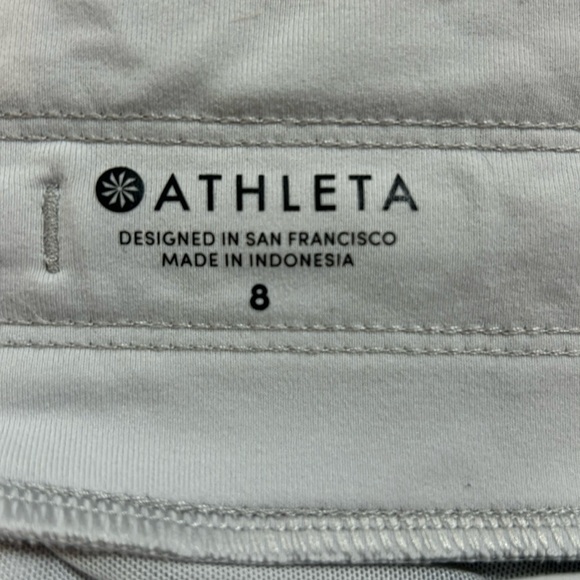 ATHLETA
DESIGNED IN SAN FRANCISCO
MADE IN INDONESIA
8